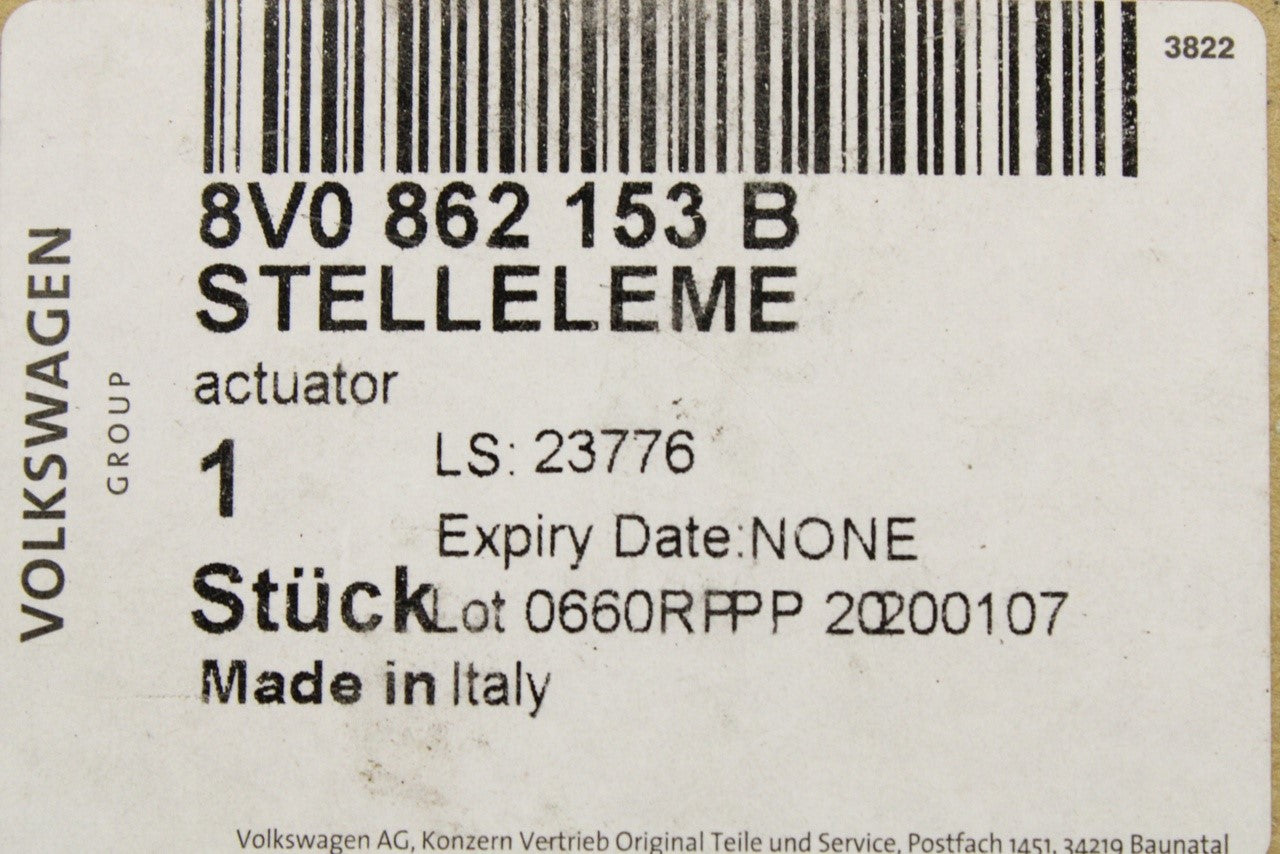 3822
8V0 862 153 B
STELLELEME
actuator
1
LS: 23776
Expiry Date:NONE
Stück
Lot 0660RPPP 20200107
Made in Italy
VOLKSWAGEN
GROUP
Volkswagen AG, Konzern Vertrieb Original Teile und Service, Postfach 1451, 34219 Baunatal